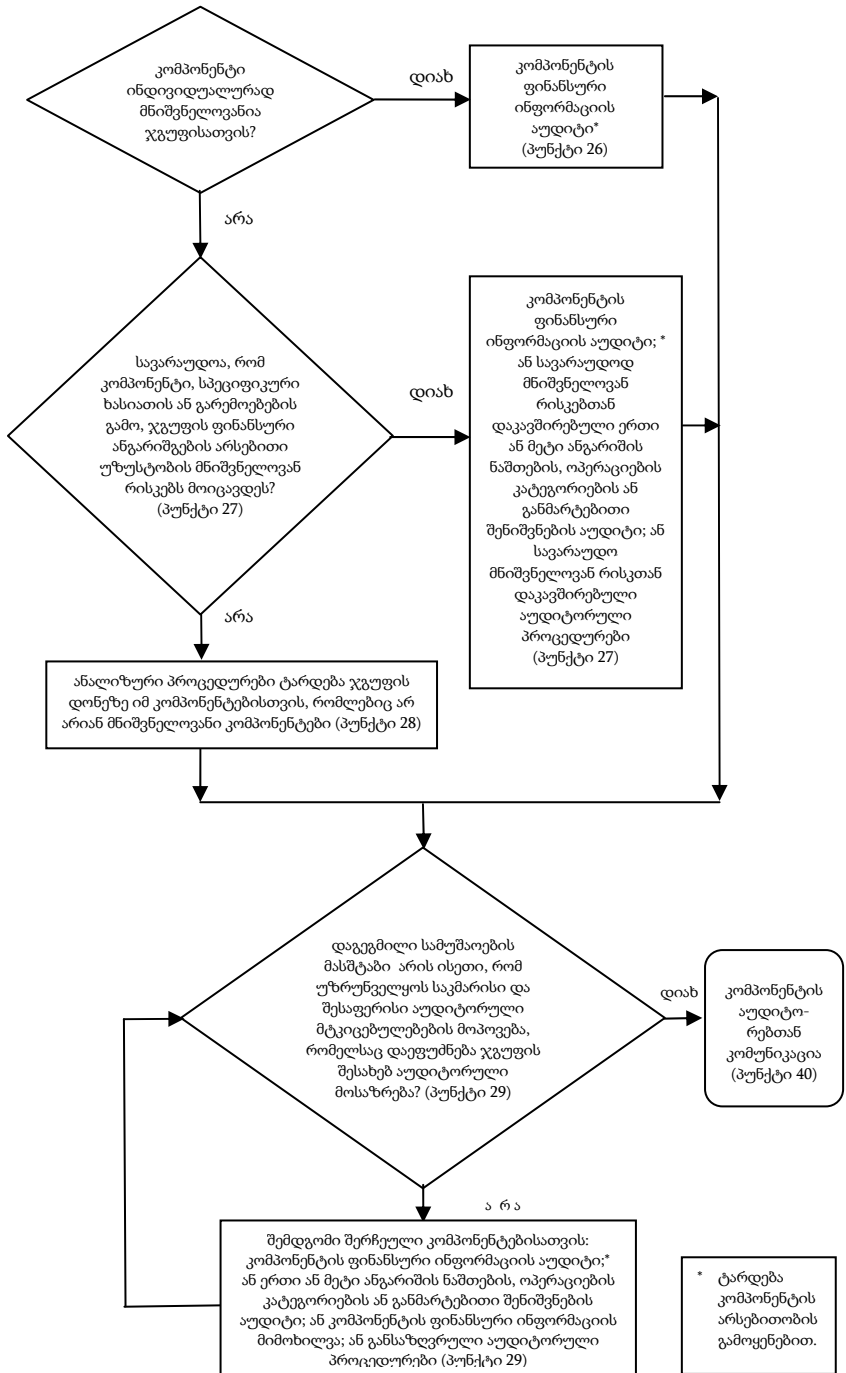 კომპონენტი
ინდივიდუალურად
მნიშვნელოვანია
ჯგუფისათვის?
დიახ
კომპონენტის
ფინანსური
ინფორმაციის
აუდიტი*
(პუნქტი 26)
არა
სავარაუდოა, რომ
კომპონენტი, სპეციფიკური
ხასიათის ან გარემოებების
გამო, ჯგუფის ფინანსური
ანგარიშგების არსებითი
უზუსტობის მნიშვნელოვან
რისკებს მოიცავდეს?
(პუნქტი 27)
დიახ
კომპონენტის
ფინანსური
ინფორმაციის აუდიტი; *
ან სავარაუდოდ
მნიშვნელოვან
რისკებთან
დაკავშირებული ერთი
ან მეტი ანგარიშის
ნაშთების, ოპერაციების
კატეგორიების ან
განმარტებითი
შენიშვნების აუდიტი; ან
სავარაუდო
მნიშვნელოვან რისკთან
დაკავშირებული
აუდიტორული
პროცედურები
(პუნქტი 27)
არა
ანალიზური პროცედურები ტარდება ჯგუფის
დონეზე იმ კომპონენტებისთვის, რომლებიც არ
არიან მნიშვნელოვანი კომპონენტები (პუნქტი 28)
დაგეგმილი სამუშაოების
მასშტაბი არის ისეთი, რომ
უზრუნველყოს საკმარისი და
შესაფერისი აუდიტორული
მტკიცებულებების მოპოვება,
რომელსაც დაეფუძნება ჯგუფის
შესახებ აუდიტორული
მოსაზრება? (პუნქტი 29)
დიახ
კომპონენტის
აუდიტო-
რებთან
კომუნიკაცია
(პუნქტი 40)
ა რ ა
შემდგომი შერჩეული კომპონენტებისათვის:
კომპონენტის ფინანსური ინფორმაციის აუდიტი;*
ან ერთი ან მეტი ანგარიშის ნაშთების, ოპერაციების
კატეგორიების ან განმარტებითი შენიშვნების
აუდიტი; ან კომპონენტის ფინანსური ინფორმაციის
მიმოხილვა; ან განსაზღვრული აუდიტორული
პროცედურები (პუნქტი 29)
* ტარდება
კომპონენტის
არსებითობის
გამოყენებით.